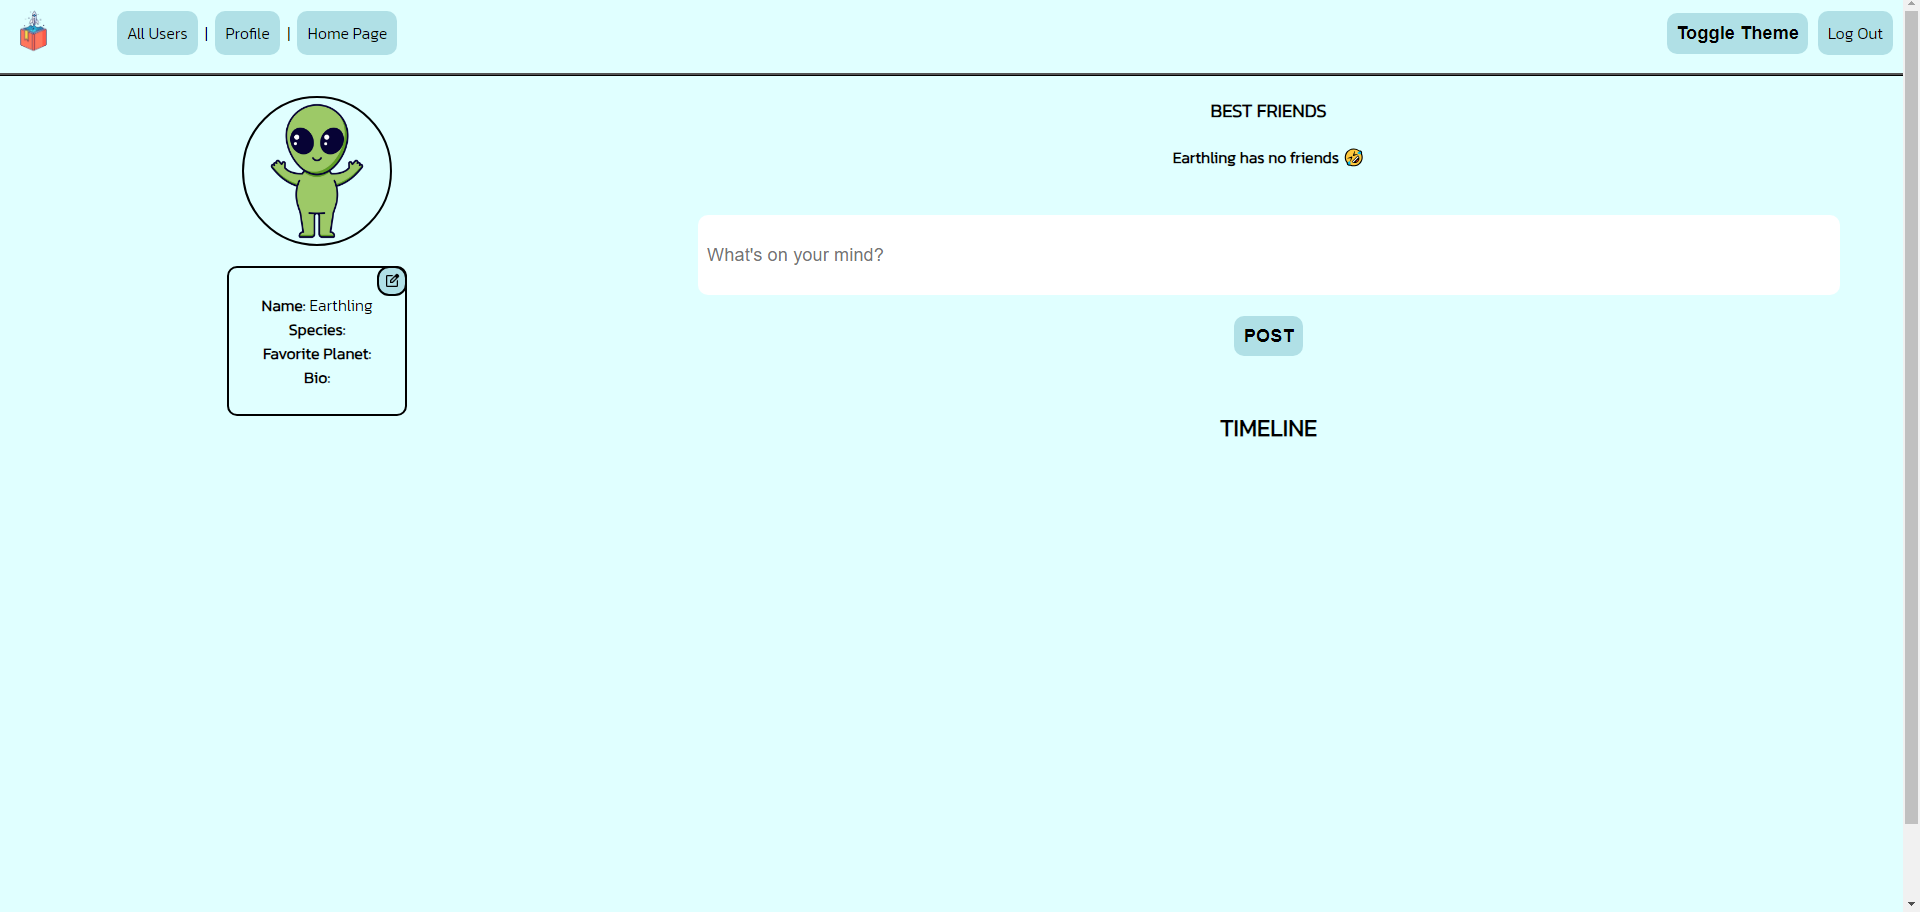 All Users | Profile | Home Page
Toggle Theme Log Out
Name: Earthling
Species:
Favorite Planet:
Bio:
BEST FRIENDS
Earthling has no friends 🤣
What's on your mind?
POST
TIMELINE